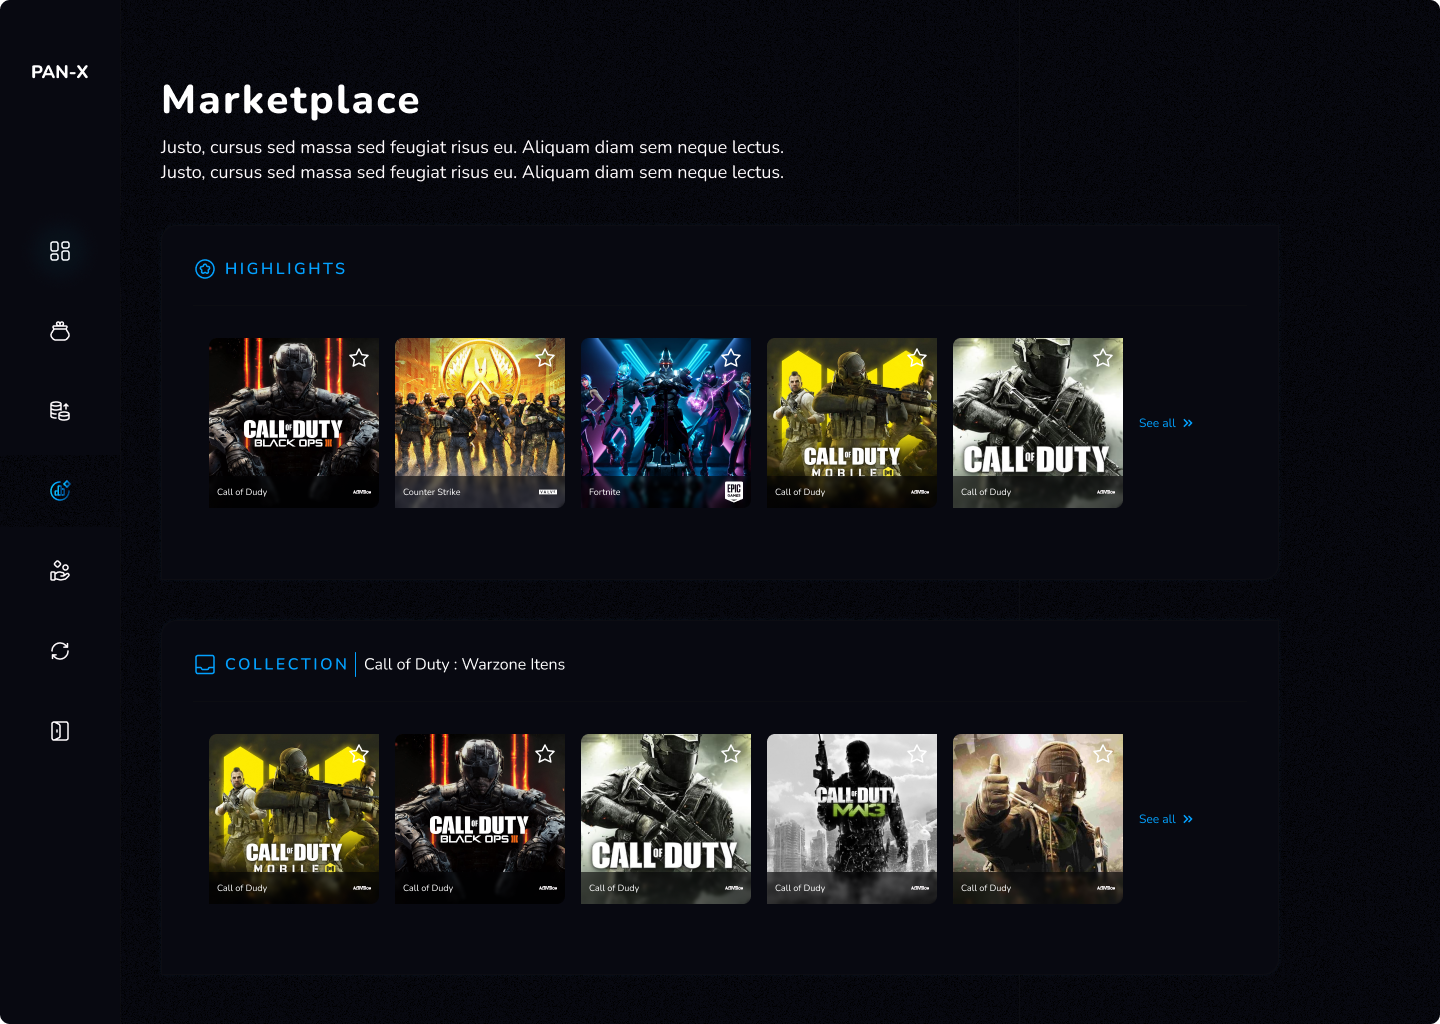 PAN-X
Marketplace
Justo, cursus sed massa sed feugiat risus eu. Aliquam diam sem neque lectus.
Justo, cursus sed massa sed feugiat risus eu. Aliquam diam sem neque lectus.
HIGHLIGHTS
CALL OF DUTY
BLACK OPS III
Call of Dudy
ACTIVISION
Counter Strike
VALVE
Fortnite
EPIC
GAMES
CALL OF DUTY
MOBILE
Call of Dudy
ACTIVISION
CALL OF DUTY
Call of Dudy
ACTIVISION
See all
COLLECTION
Call of Duty : Warzone Itens
CALL OF DUTY
MOBILE
Call of Dudy
ACTIVISION
CALL OF DUTY
BLACK OPS III
Call of Dudy
ACTIVISION
CALL OF DUTY
Call of Dudy
ACTIVISION
CALL OF DUTY
MW3
Call of Dudy
ACTIVISION
Call of Dudy
ACTIVISION
See all